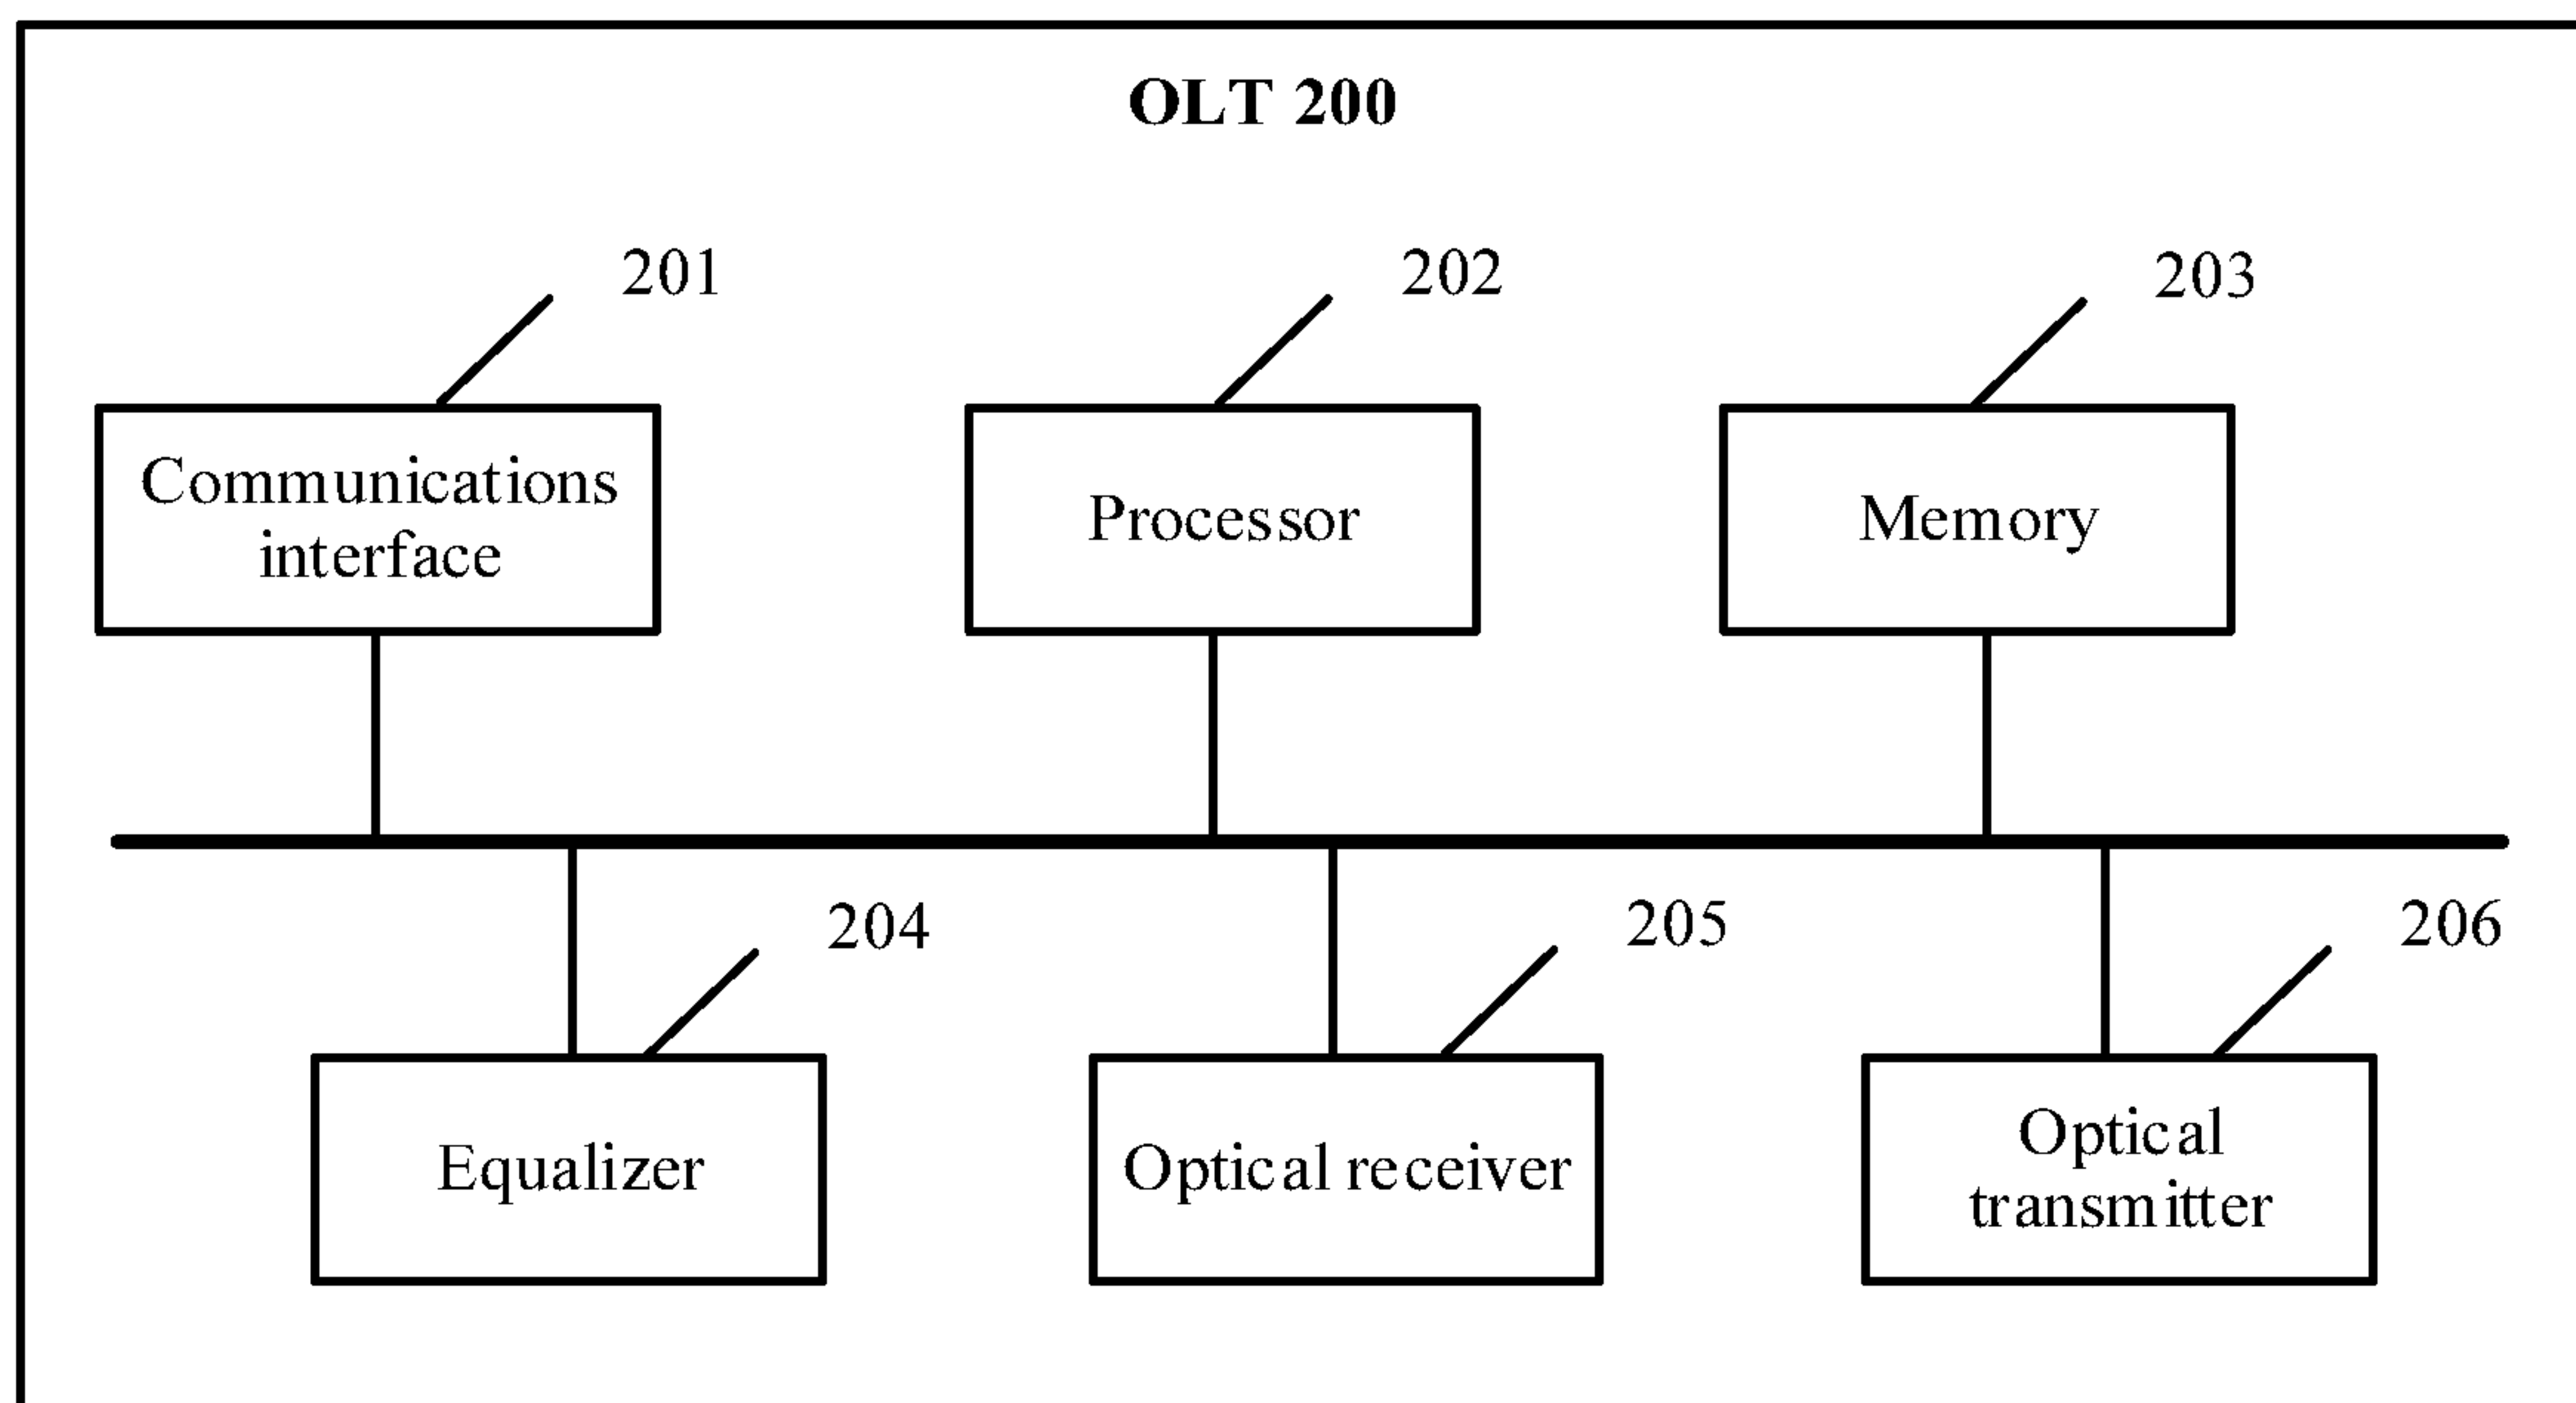 OLT 200
201
202
203
Communications
interface
Processor
Memory
204
205
206
Equalizer
Optical receiver
Optical
transmitter